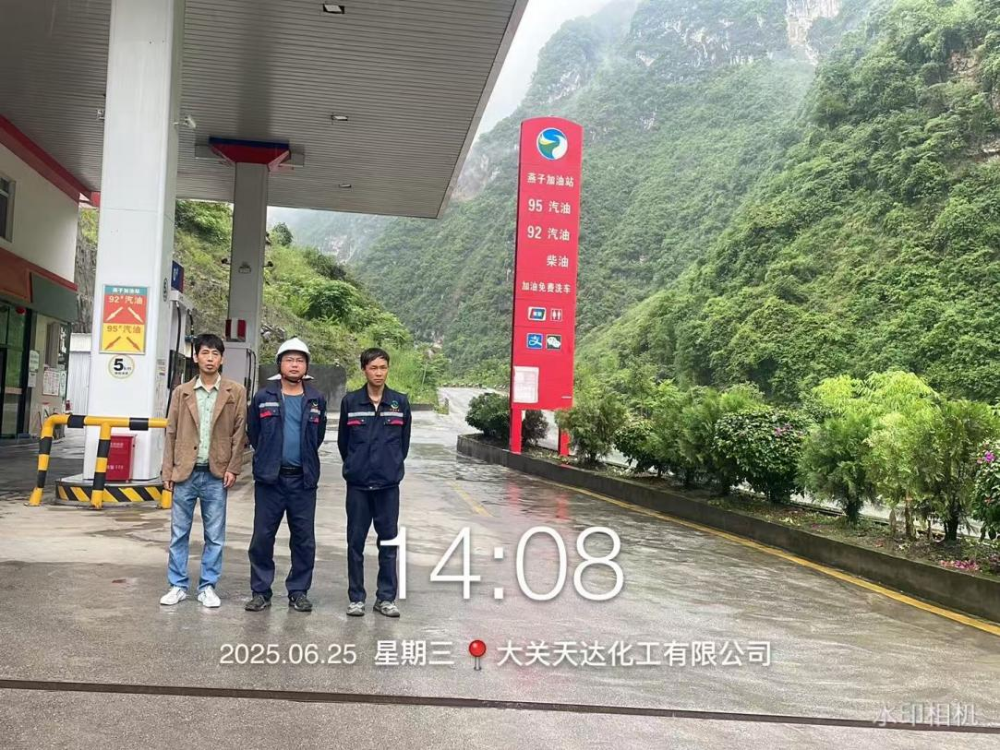 燕子加油站
95 汽油
92 汽油
柴油
加油免费洗车
燕子加油站
92#汽油
95#汽油
5km
14:08
2025.06.25 星期三 大关天达化工有限公司
水印相机